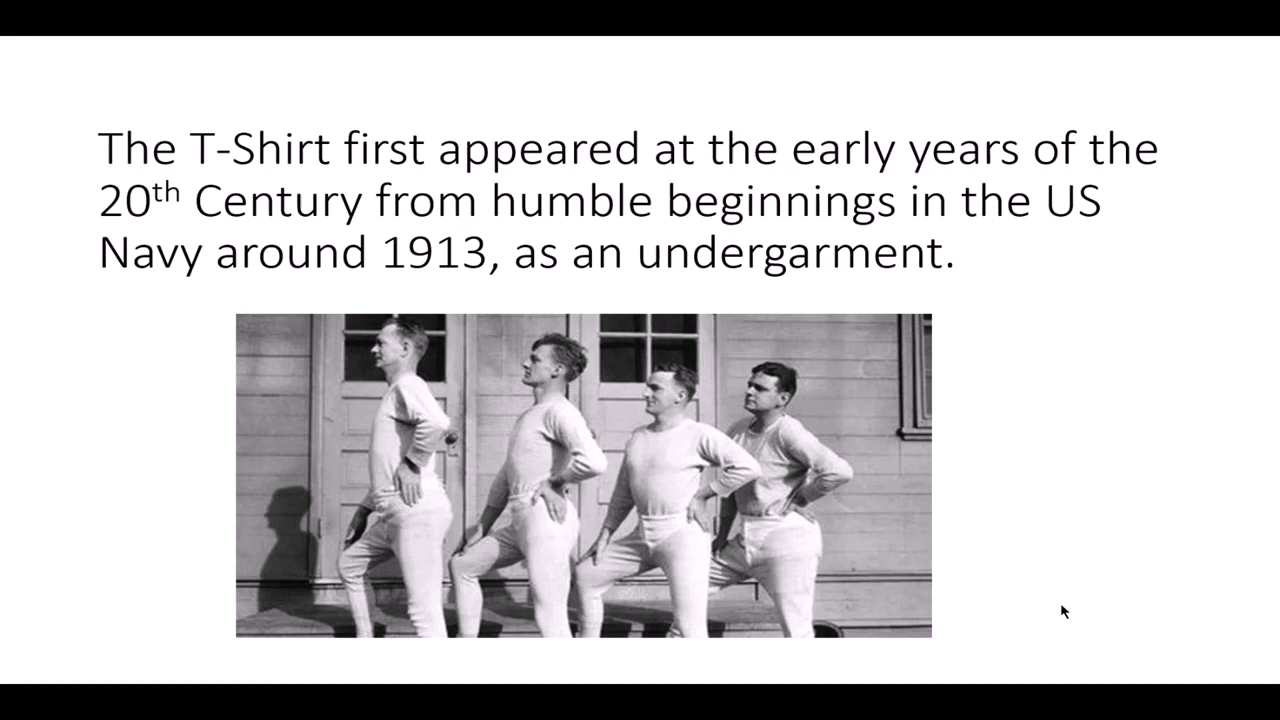 The T-Shirt first appeared at the early years of the
20th Century from humble beginnings in the US
Navy around 1913, as an undergarment.